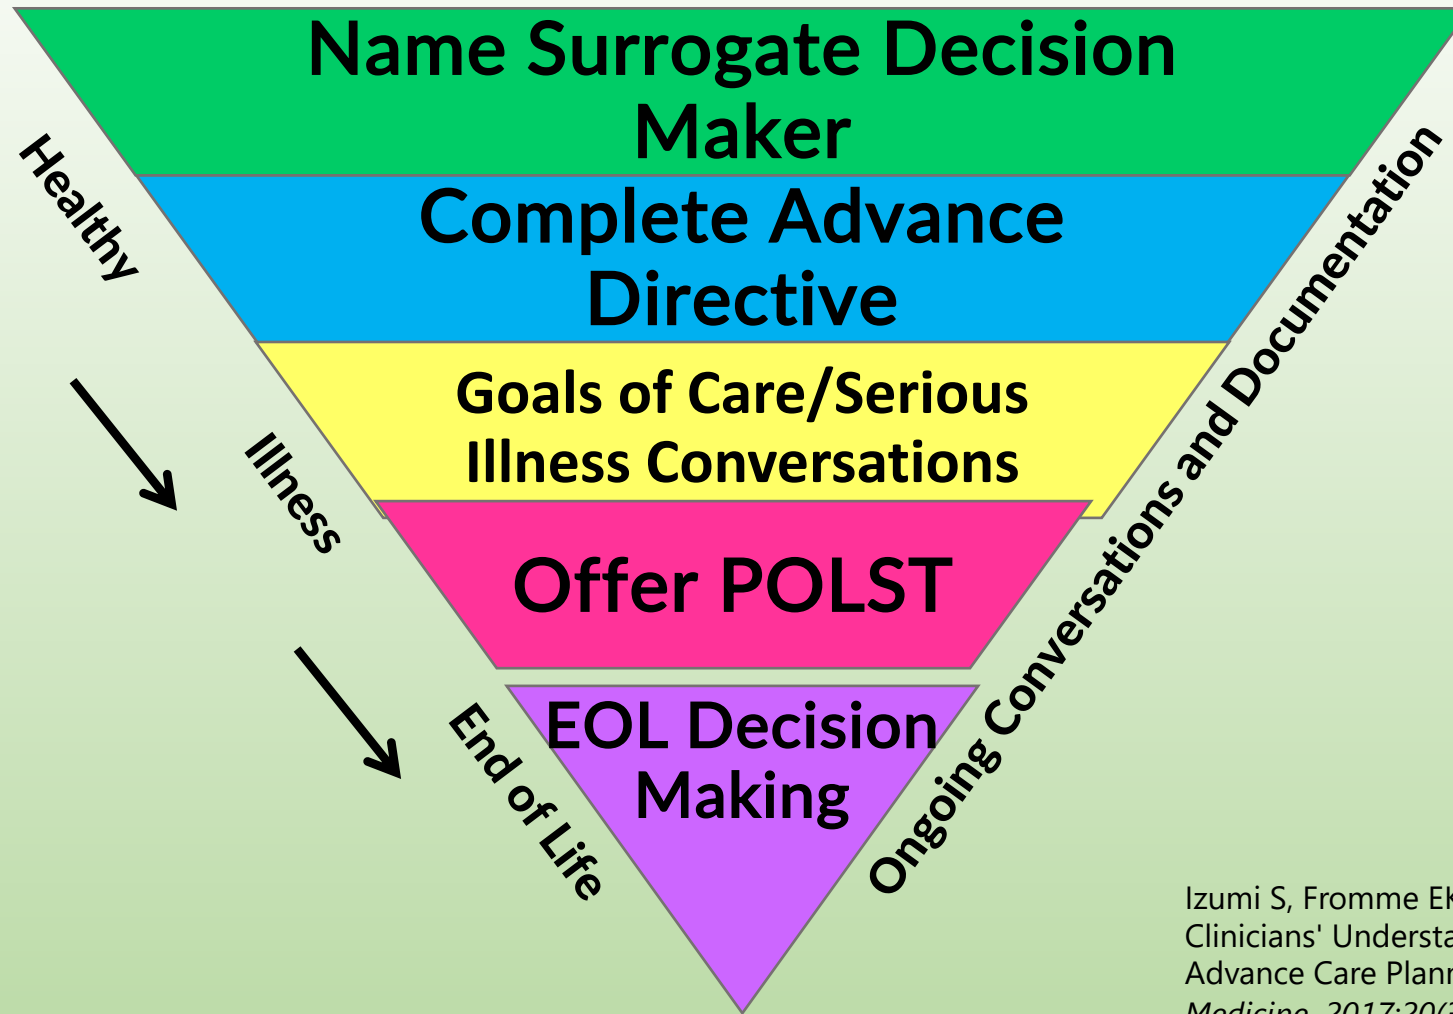 Name Surrogate Decision
Maker
Complete Advance
Directive
Goals of Care/Serious
Illness Conversations
Offer POLST
EOL Decision
Making
Healthy
Illness
End of Life
Ongoing Conversations and Documentation
Izumi S, Fromme
Clinicians'
Advance Care
Medicine